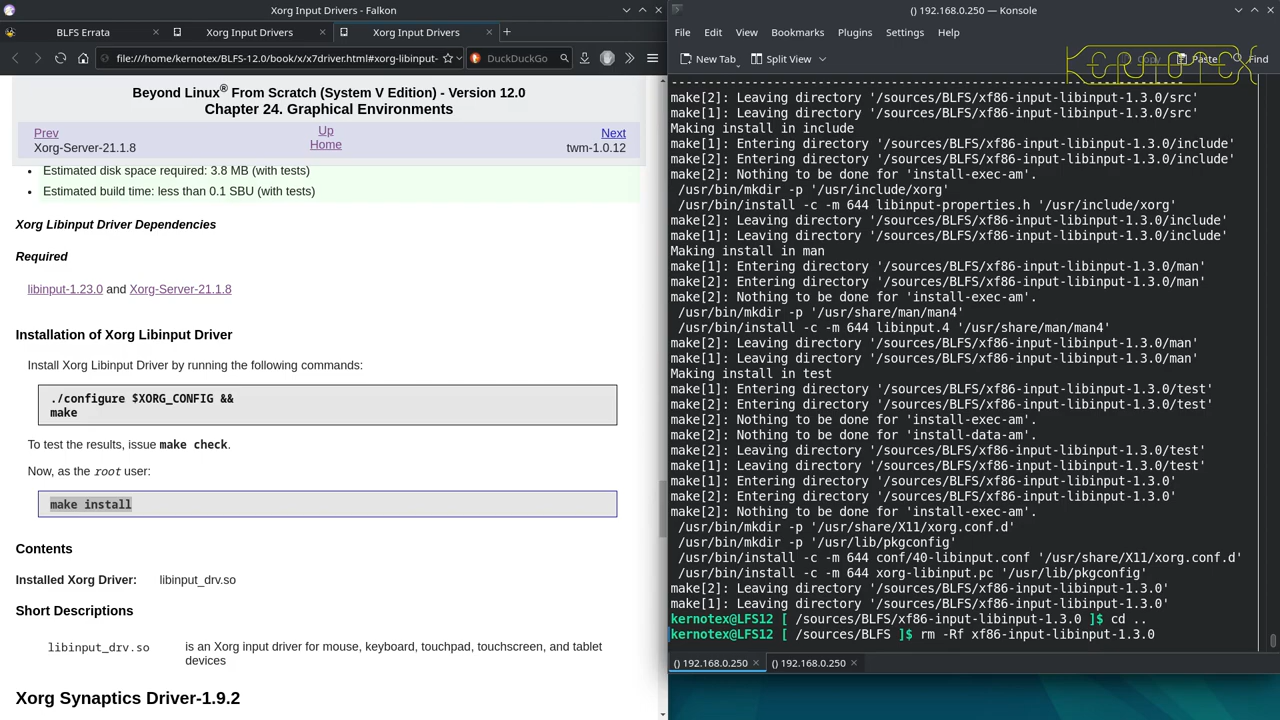 Xorg Input Drivers - Falkon
BLFS Errata
Xorg Input Drivers
Xorg Input Drivers
file:///home/kernotex/BLFS-12.0/book/x/x7driver.html#xorg-libinput-
DuckDuckGo
Beyond Linux® From Scratch (System V Edition) - Version 12.0
Chapter 24. Graphical Environments
Prev
Up
Next
Xorg-Server-21.1.8
Home
twm-1.0.12
• Estimated disk space required: 3.8 MB (with tests)
• Estimated build time: less than 0.1 SBU (with tests)
Xorg Libinput Driver Dependencies
Required
libinput-1.23.0 and Xorg-Server-21.1.8
Installation of Xorg Libinput Driver
Install Xorg Libinput Driver by running the following commands:
./configure $XORG_CONFIG &&
make
To test the results, issue make check.
Now, as the root user:
make install
Contents
Installed Xorg Driver: libinput_drv.so
Short Descriptions
libinput_drv.so is an Xorg input driver for mouse, keyboard, touchpad, touchscreen, and tablet
devices
Xorg Synaptics Driver-1.9.2
() 192.168.0.250 — Konsole
File Edit View Bookmarks Plugins Settings Help
New Tab Split View Copy Paste Find
KERNOTEX
make[2]: Leaving directory '/sources/BLFS/xf86-input-libinput-1.3.0/src'
make[1]: Leaving directory '/sources/BLFS/xf86-input-libinput-1.3.0/src'
Making install in include
make[1]: Entering directory '/sources/BLFS/xf86-input-libinput-1.3.0/include'
make[2]: Entering directory '/sources/BLFS/xf86-input-libinput-1.3.0/include'
make[2]: Nothing to be done for 'install-exec-am'.
/usr/bin/mkdir -p '/usr/include/xorg'
/usr/bin/install -c -m 644 libinput-properties.h '/usr/include/xorg'
make[2]: Leaving directory '/sources/BLFS/xf86-input-libinput-1.3.0/include'
make[1]: Leaving directory '/sources/BLFS/xf86-input-libinput-1.3.0/include'
Making install in man
make[1]: Entering directory '/sources/BLFS/xf86-input-libinput-1.3.0/man'
make[2]: Entering directory '/sources/BLFS/xf86-input-libinput-1.3.0/man'
make[2]: Nothing to be done for 'install-exec-am'.
/usr/bin/mkdir -p '/usr/share/man/man4'
/usr/bin/install -c -m 644 libinput.4 '/usr/share/man/man4'
make[2]: Leaving directory '/sources/BLFS/xf86-input-libinput-1.3.0/man'
make[1]: Leaving directory '/sources/BLFS/xf86-input-libinput-1.3.0/man'
Making install in test
make[1]: Entering directory '/sources/BLFS/xf86-input-libinput-1.3.0/test'
make[2]: Entering directory '/sources/BLFS/xf86-input-libinput-1.3.0/test'
make[2]: Nothing to be done for 'install-exec-am'.
make[2]: Nothing to be done for 'install-data-am'.
make[2]: Leaving directory '/sources/BLFS/xf86-input-libinput-1.3.0/test'
make[1]: Leaving directory '/sources/BLFS/xf86-input-libinput-1.3.0/test'
make[1]: Entering directory '/sources/BLFS/xf86-input-libinput-1.3.0'
make[2]: Entering directory '/sources/BLFS/xf86-input-libinput-1.3.0'
make[2]: Nothing to be done for 'install-exec-am'.
/usr/bin/mkdir -p '/usr/share/X11/xorg.conf.d'
/usr/bin/mkdir -p '/usr/lib/pkgconfig'
/usr/bin/install -c -m 644 conf/40-libinput.conf '/usr/share/X11/xorg.conf.d'
/usr/bin/install -c -m 644 xorg-libinput.pc '/usr/lib/pkgconfig'
make[2]: Leaving directory '/sources/BLFS/xf86-input-libinput-1.3.0'
make[1]: Leaving directory '/sources/BLFS/xf86-input-libinput-1.3.0'
kernotex@LFS12 [ /sources/BLFS/xf86-input-libinput-1.3.0 ]$ cd ..
kernotex@LFS12 [ /sources/BLFS ]$ rm -Rf xf86-input-libinput-1.3.0
() 192.168.0.250
() 192.168.0.250